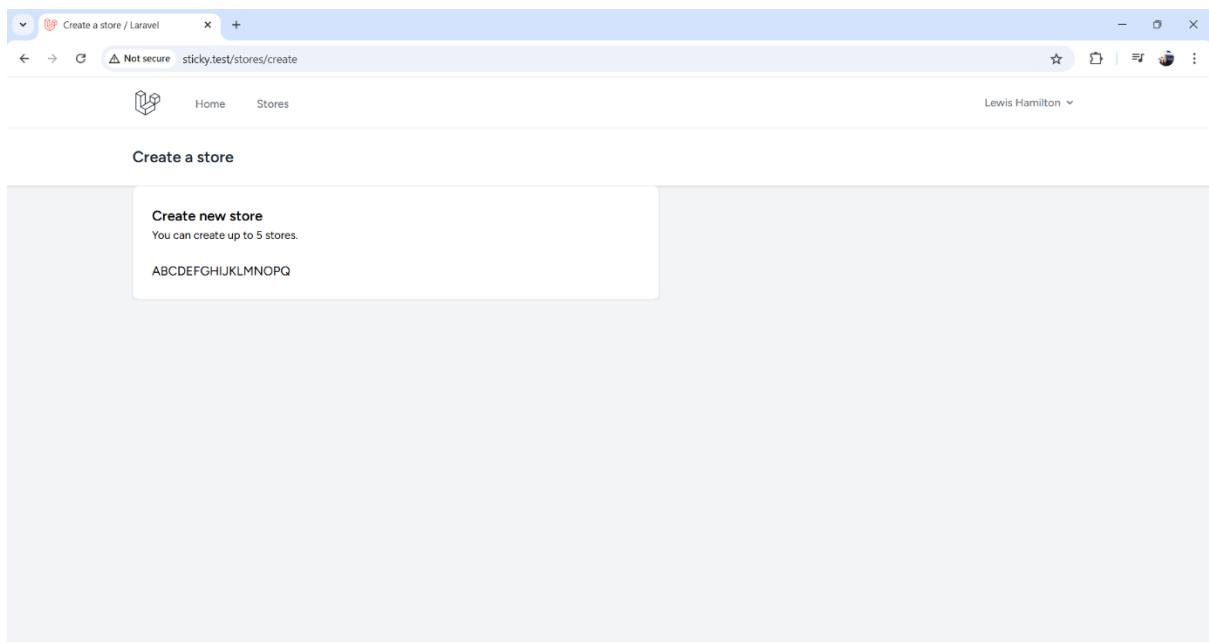 Create a store / Laravel
Not secure sticky.test/stores/create
Home Stores Lewis Hamilton
Create a store
Create new store
You can create up to 5 stores.
ABCDEFGHIJKLMNOPQ